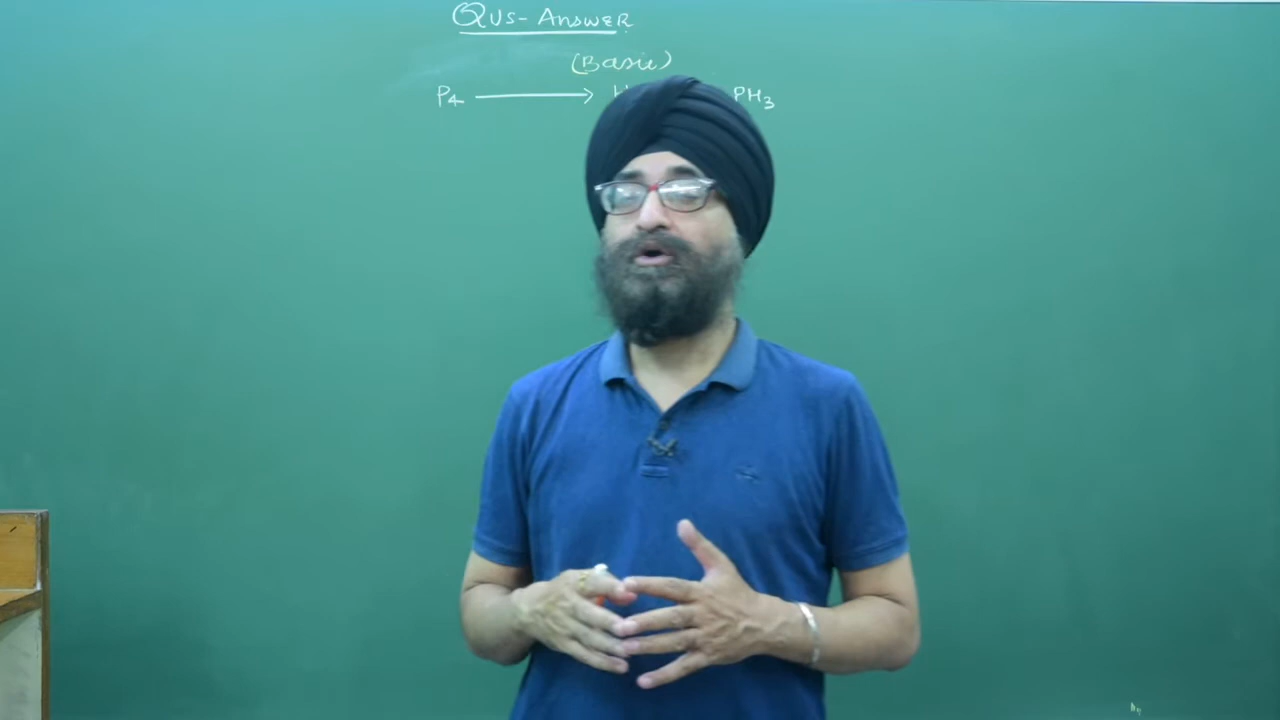 QUS- ANSWER
(Basic)
P₄ ⟶ H PH₃